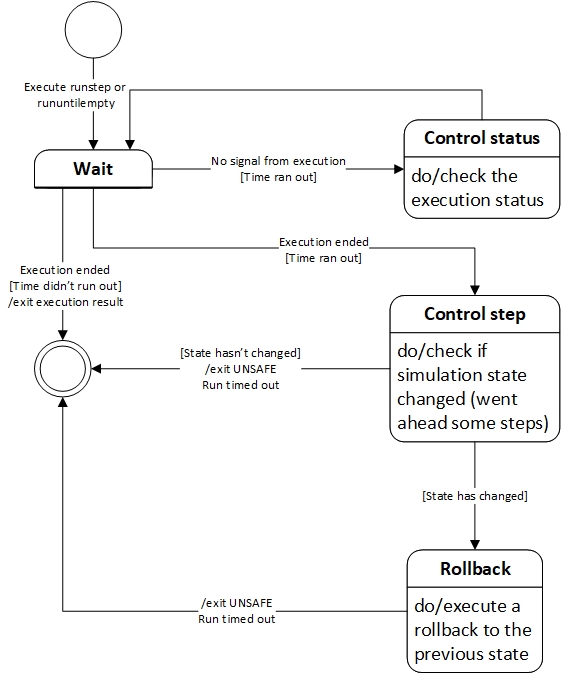 Execute runstep or
rununtilempty
Wait
No signal from execution
[Time ran out]
Control status
do/check the
execution status
Execution ended
[Time ran out]
Execution ended
[Time didn't run out]
/exit execution result
Control step
do/check if
simulation state
changed (went
ahead some steps)
[State hasn't changed]
/exit UNSAFE
Run timed out
[State has changed]
Rollback
do/execute a
rollback to the
previous state
/exit UNSAFE
Run timed out